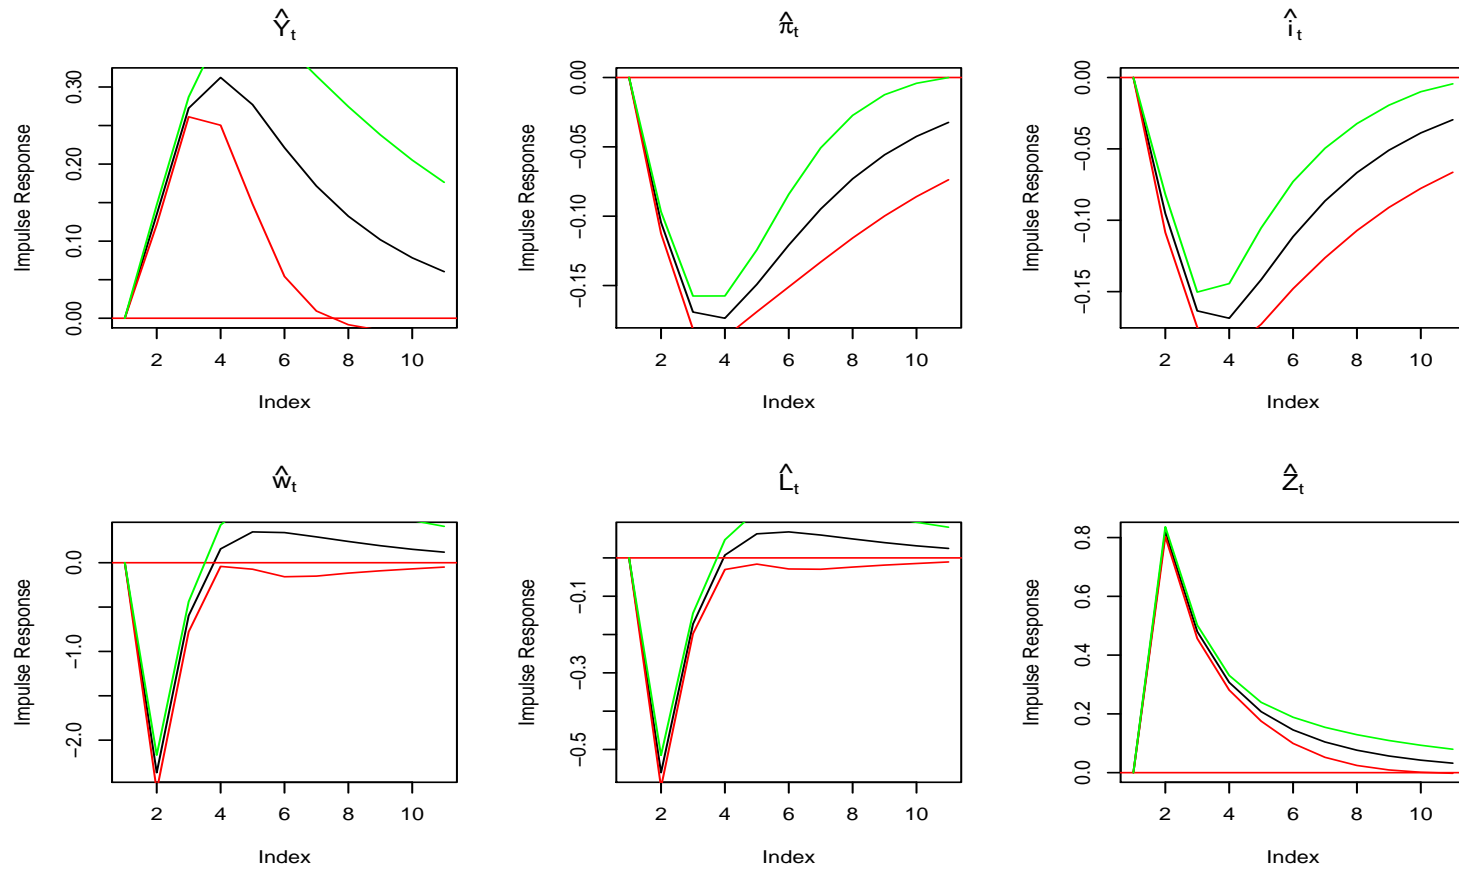 Ŷt
π̂t
ît
Impulse Response
0.00 0.10 0.20 0.30
2 4 6 8 10
Index
Impulse Response
−0.15 −0.10 −0.05 0.00
2 4 6 8 10
Index
Impulse Response
−0.15 −0.10 −0.05 0.00
2 4 6 8 10
Index
ŵt
L̂t
Ẑt
Impulse Response
−2.0 −1.0 0.0
2 4 6 8 10
Index
Impulse Response
−0.5 −0.3 −0.1
2 4 6 8 10
Index
Impulse Response
0.0 0.2 0.4 0.6 0.8
2 4 6 8 10
Index